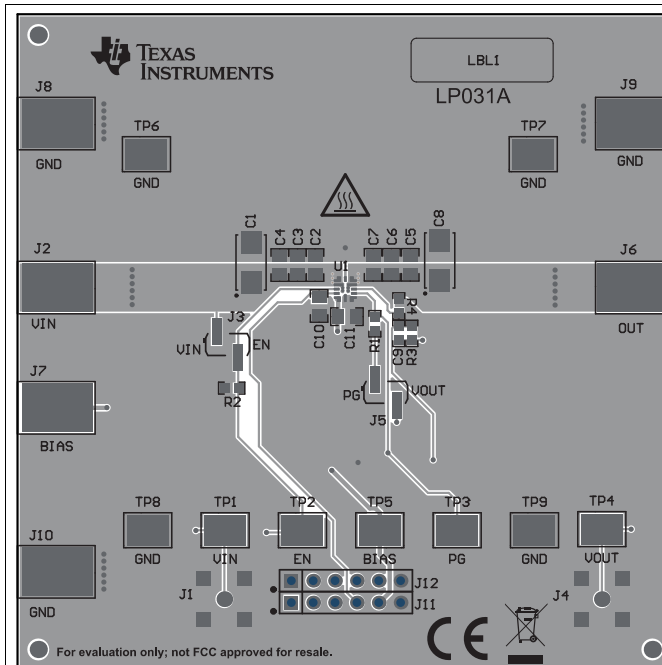 TEXAS
INSTRUMENTS
LBL1
LP031A
J8
GND
TP6
GND
TP7
GND
J9
GND
C1
C4
C3
C2
C7
C6
C5
C8
J2
VIN
U1
J6
OUT
J3
VIN
EN
C10
C11
R1
R4
C9
R3
R2
J7
BIAS
PG
VOUT
J5
TP8
GND
TP1
VIN
TP2
EN
TP5
BIAS
TP3
PG
TP9
GND
TP4
VOUT
J10
GND
J1
J12
J11
J4
For evaluation only; not FCC approved for resale.
CE